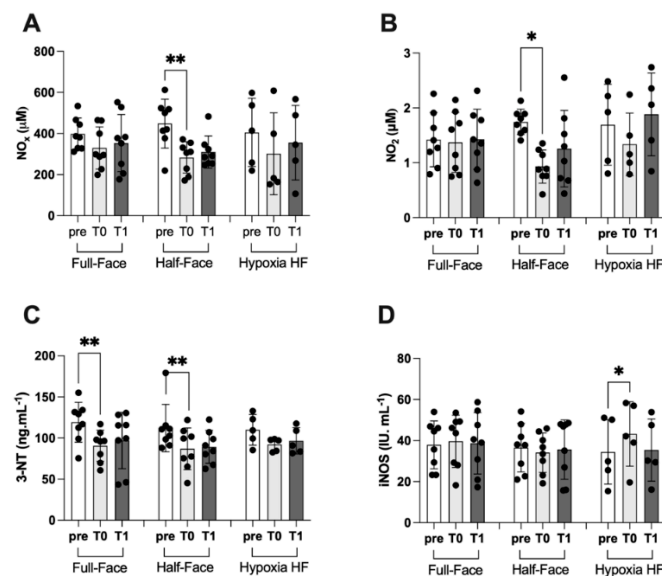 A
NOx (µM)
800
600
400
200
0
**
pre T0 T1 pre T0 T1 pre T0 T1
Full-Face Half-Face Hypoxia HF
B
NO2 (µM)
3
2
1
0
*
pre T0 T1 pre T0 T1 pre T0 T1
Full-Face Half-Face Hypoxia HF
C
3-NT (ng.mL-1)
200
150
100
50
0
** **
pre T0 T1 pre T0 T1 pre T0 T1
Full-Face Half-Face Hypoxia HF
D
iNOS (IU. mL-1)
80
60
40
20
0
*
pre T0 T1 pre T0 T1 pre T0 T1
Full-Face Half-Face Hypoxia HF